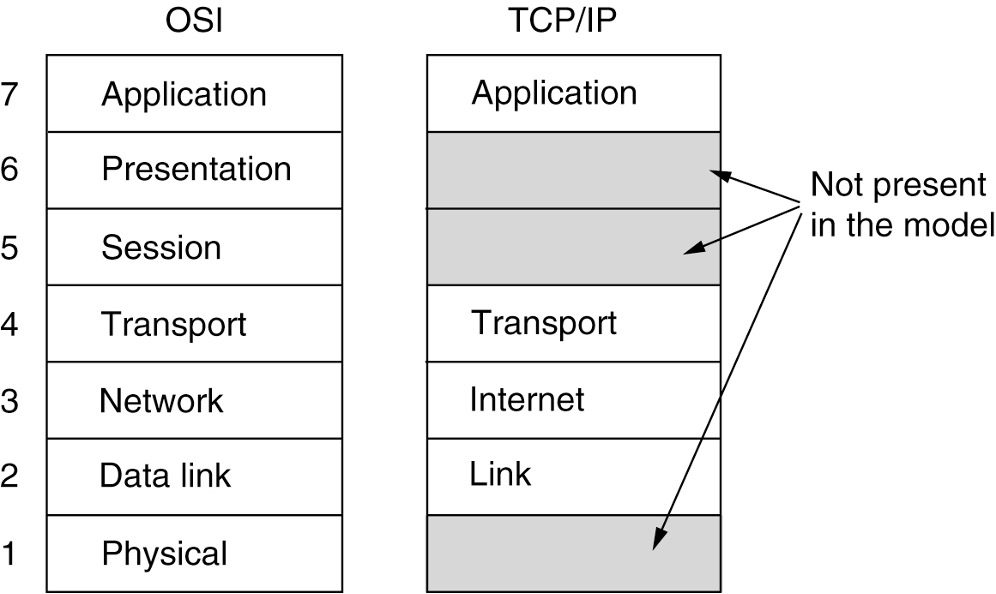 OSI TCP/IP
7 Application Application
6 Presentation
Not present
in the model
5 Session
4 Transport Transport
3 Network Internet
2 Data link Link
1 Physical